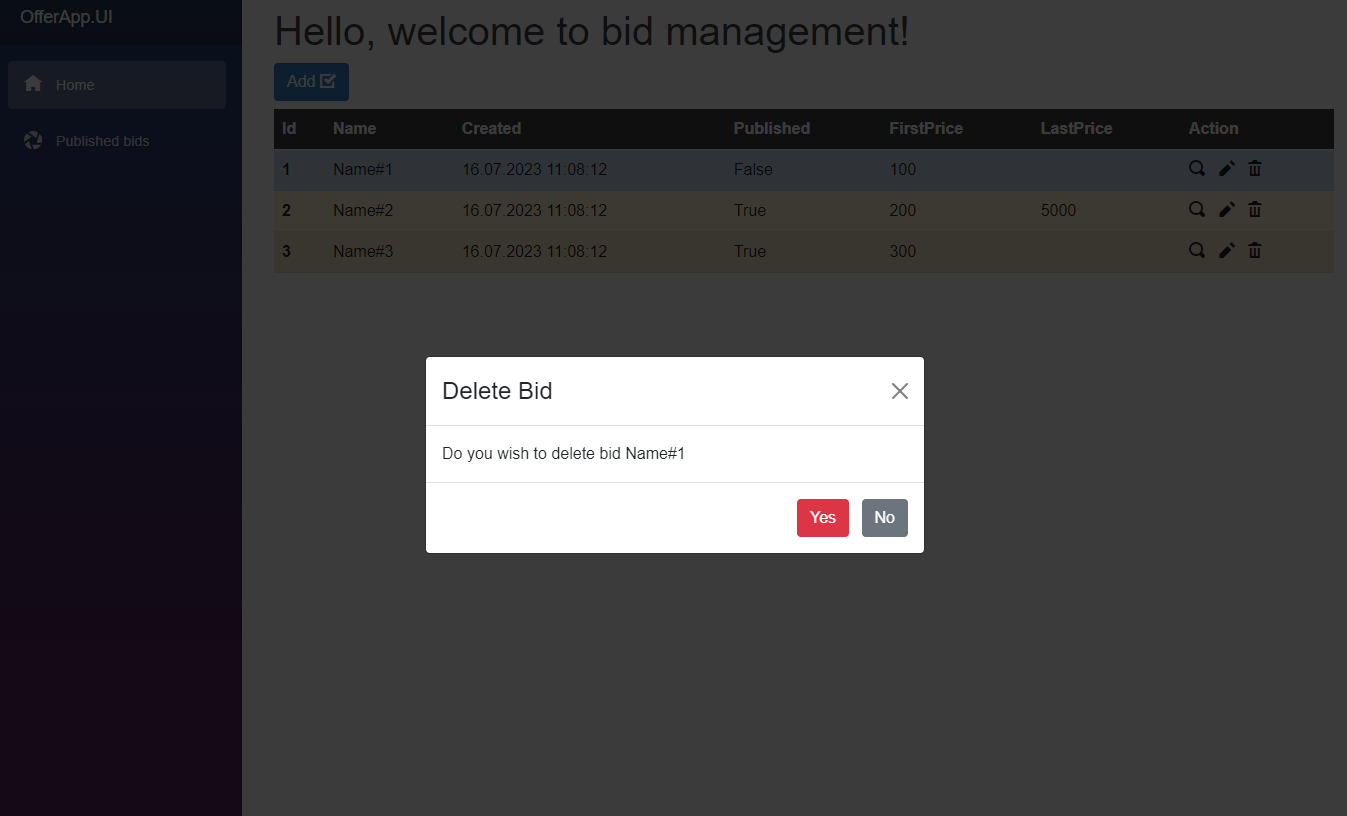 OfferApp.UI
Home
Published bids
Hello, welcome to bid management!
Add
Id Name Created Published FirstPrice LastPrice Action
1 Name#1 16.07.2023 11:08:12 False 100
2 Name#2 16.07.2023 11:08:12 True 200 5000
3 Name#3 16.07.2023 11:08:12 True 300
Delete Bid
Do you wish to delete bid Name#1
Yes No